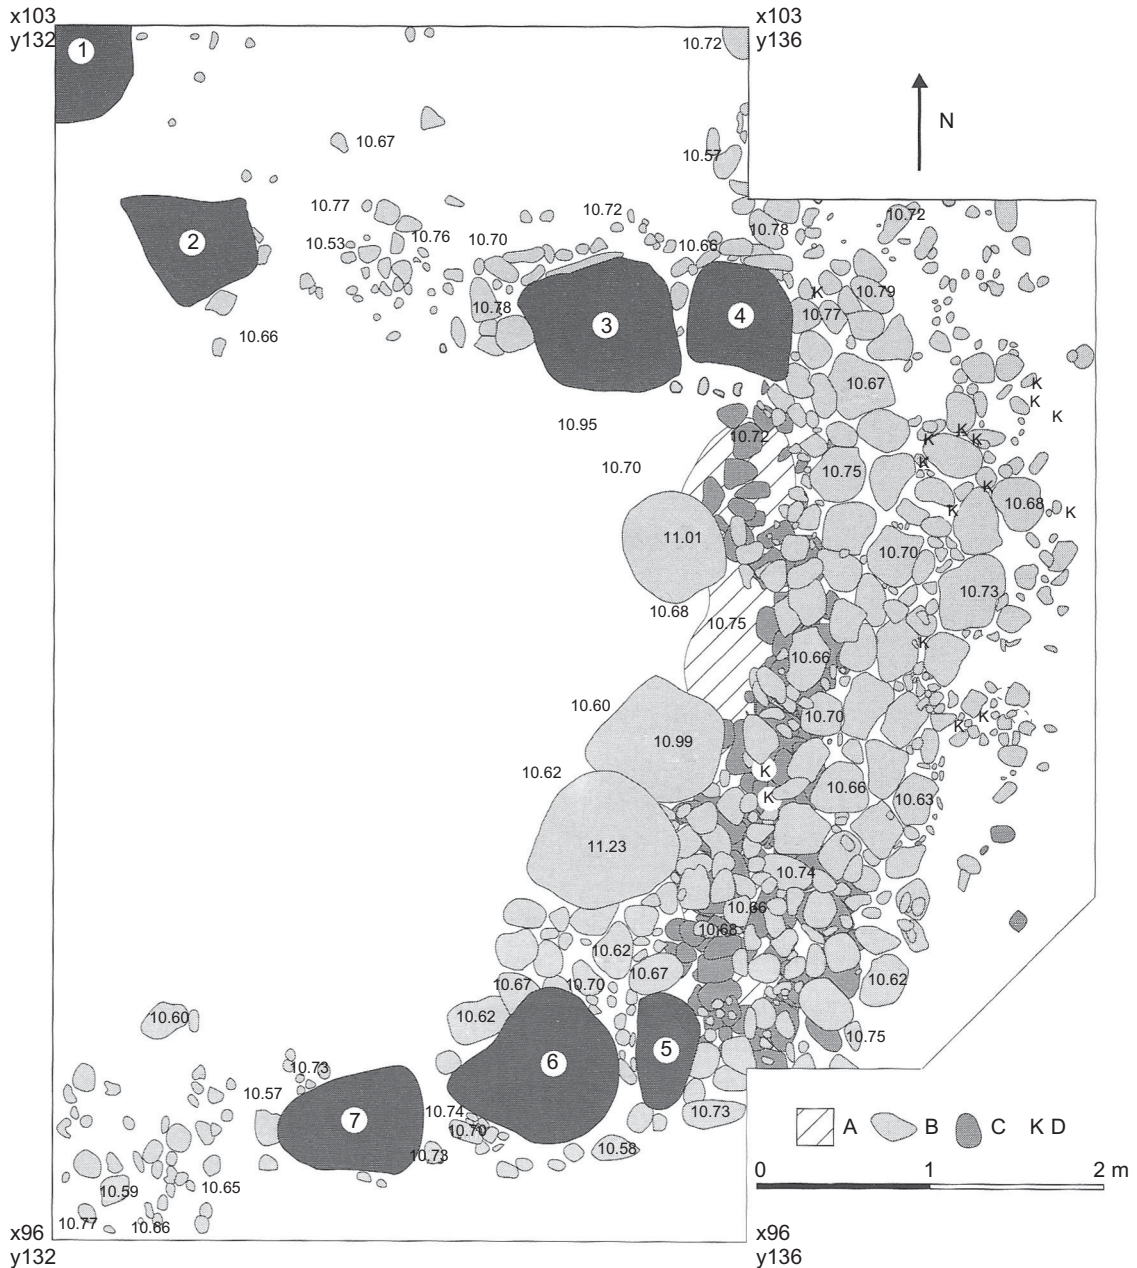 x103
y132
x103
y136
1
10.72
N
10.67
10.57
10.77
10.72
10.72
10.78
2
10.53
10.76
10.70
10.66
K
10.79
10.78
10.77
3
4
10.66
10.67
K
K
K
10.95
10.72
K
K
K
10.70
10.75
K
K
10.68
K
K
11.01
10.70
10.73
10.68
10.75
K
10.66
10.60
10.70
K
K
10.99
10.62
K
K
10.66
10.63
11.23
10.74
10.66
10.68
10.62
10.67
10.70
10.67
10.62
10.60
10.62
10.75
5
6
10.73
10.57
7
10.74
10.70
10.73
10.73
10.58
A
B
C
K D
10.59
10.65
0
1
2 m
10.77
10.66
x96
y132
x96
y136